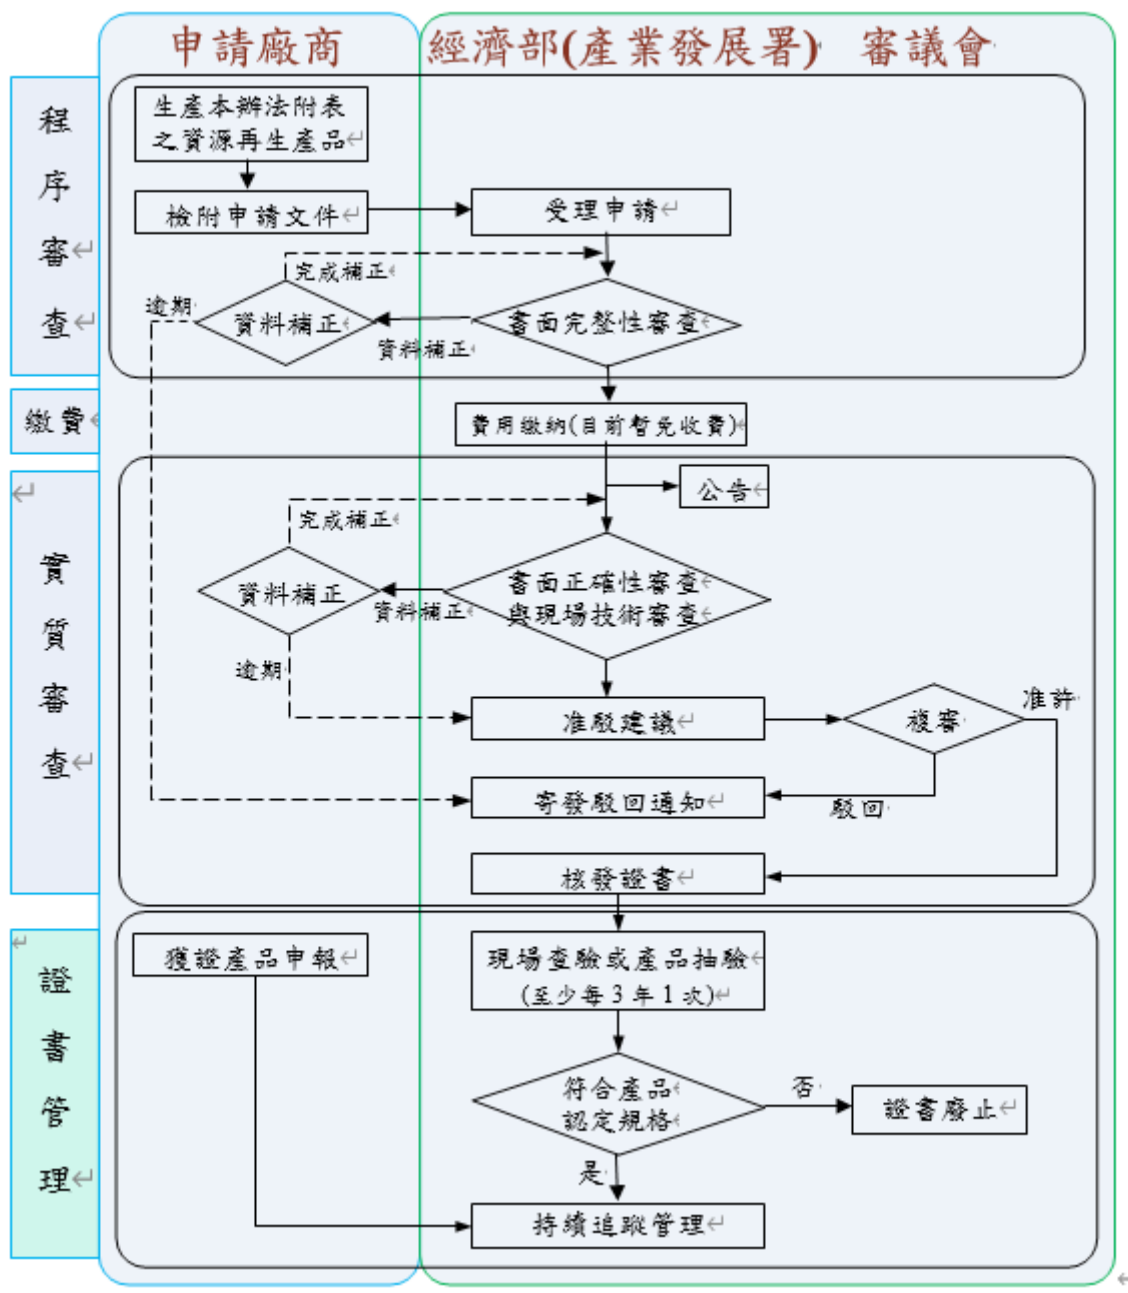 申請廠商
經濟部(產業發展署)
審議會
程序審查
生產本辦法附表
之資源再生產品
檢附申請文件
受理申請
完成補正
逾期
資料補正
資料補正
書面完整性審查
繳費
費用繳納(目前暫免收費)
實質審查
公告
完成補正
資料補正
資料補正
書面正確性審查
與現場技術審查
逾期
准駁建議
複審
准許
寄發駁回通知
駁回
核發證書
證書管理
獲證產品申報
現場查驗或產品抽驗
(至少每 3 年 1 次)
符合產品
認定規格
否
證書廢止
是
持續追蹤管理